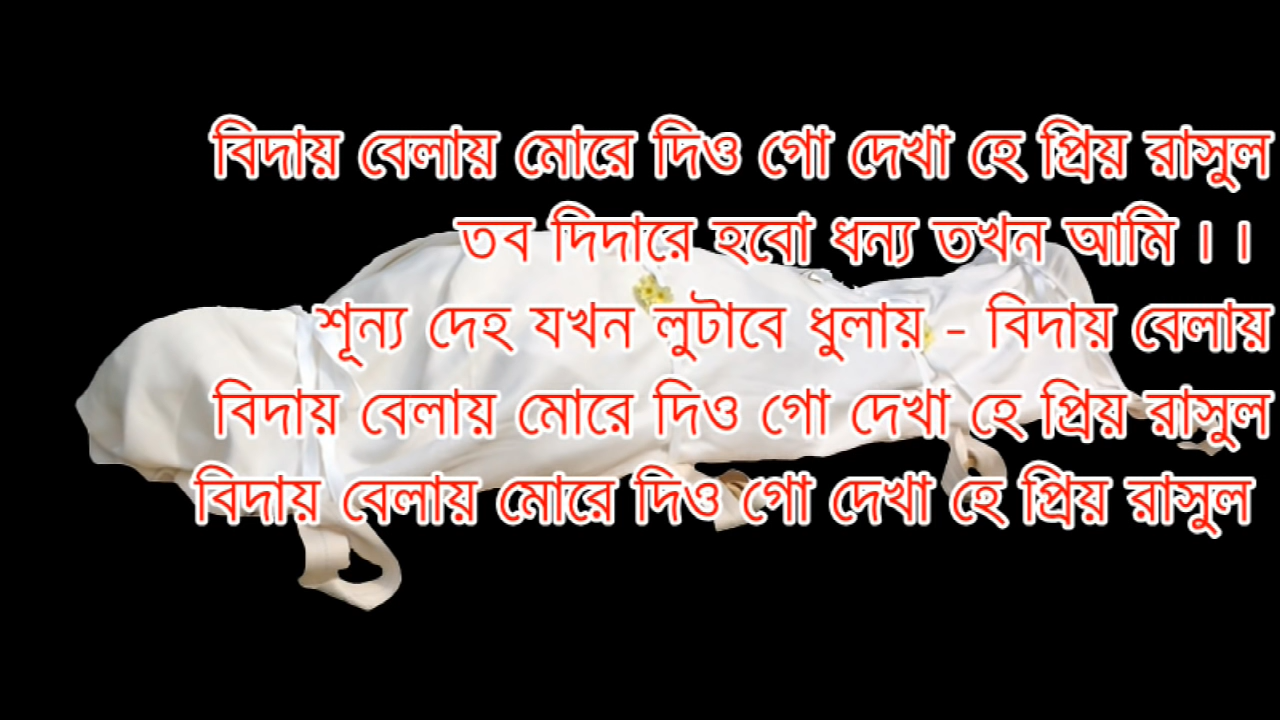 বিদায় বেলায় মোরে দিও গো দেখা হে প্রিয় রাসুল
তব দিদারে হবো ধন্য তখন আমি ।।
শূন্য দেহ যখন লুটাবে ধুলায় - বিদায় বেলায়
বিদায় বেলায় মোরে দিও গো দেখা হে প্রিয় রাসুল
বিদায় বেলায় মোরে দিও গো দেখা হে প্রিয় রাসুল